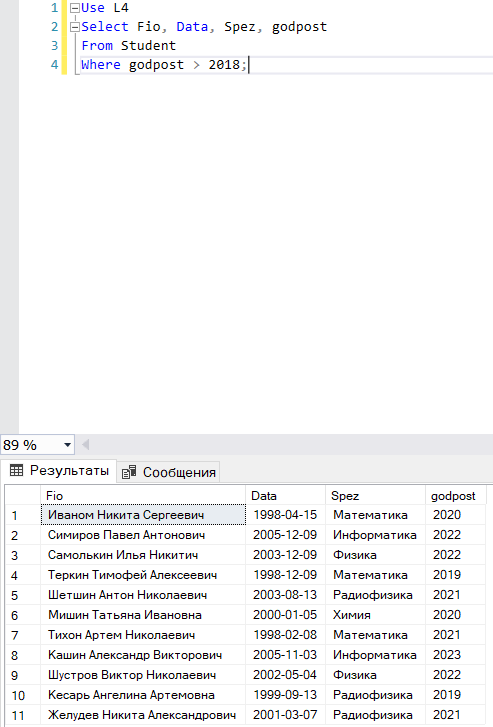 1 Use L4
2 Select Fio, Data, Spez, godpost
3 From Student
4 Where godpost > 2018;
89 %
Результаты Сообщения
Fio Data Spez godpost
1 Иваном Никита Сергеевич 1998-04-15 Математика 2020
2 Симиров Павел Антонович 2005-12-09 Информатика 2022
3 Самолькин Илья Никитич 2003-12-09 Физика 2022
4 Теркин Тимофей Алексеевич 1998-12-09 Математика 2019
5 Шетшин Антон Николаевич 2003-08-13 Радиофизика 2021
6 Мишин Татьяна Ивановна 2000-01-05 Химия 2020
7 Тихон Артем Николаевич 1998-02-08 Математика 2021
8 Кашин Александр Викторович 2005-11-03 Информатика 2023
9 Шустров Виктор Николаевич 2002-05-04 Физика 2022
10 Кесарь Ангелина Артемовна 1999-09-13 Радиофизика 2019
11 Желудев Никита Александрович 2001-03-07 Радиофизика 2021